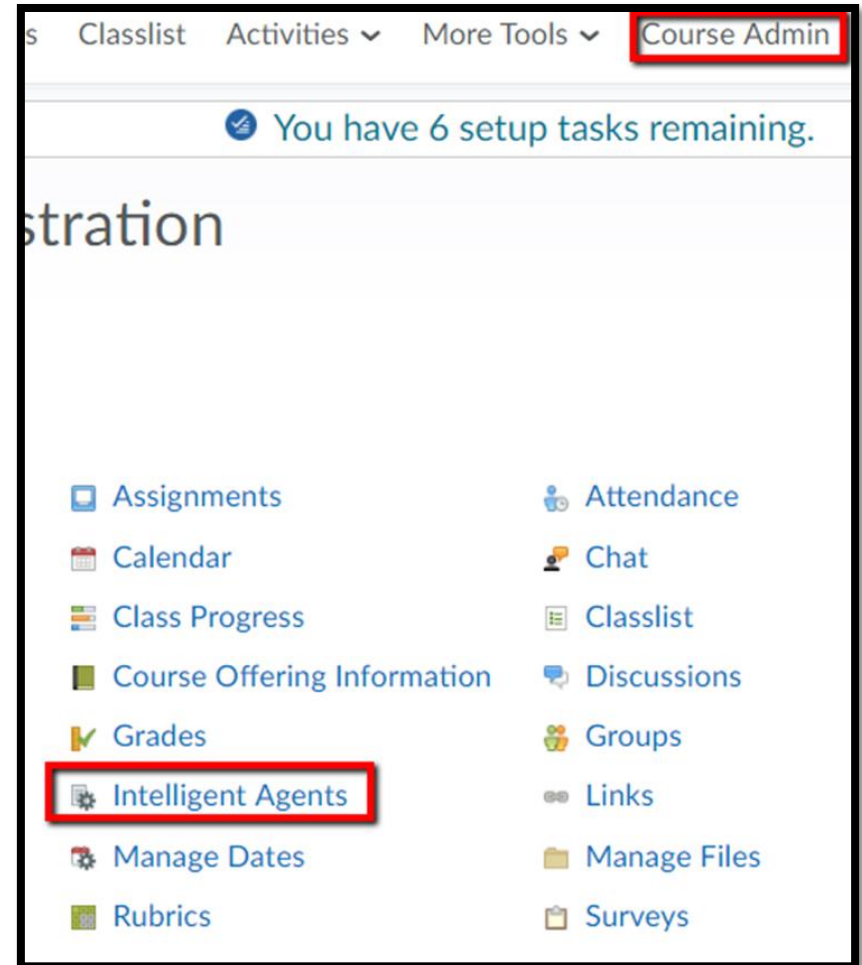 s Classlist Activities More Tools Course Admin
You have 6 setup tasks remaining.
stration
Assignments
Calendar
Class Progress
Course Offering Information
Grades
Intelligent Agents
Manage Dates
Rubrics
Attendance
Chat
Classlist
Discussions
Groups
Links
Manage Files
Surveys